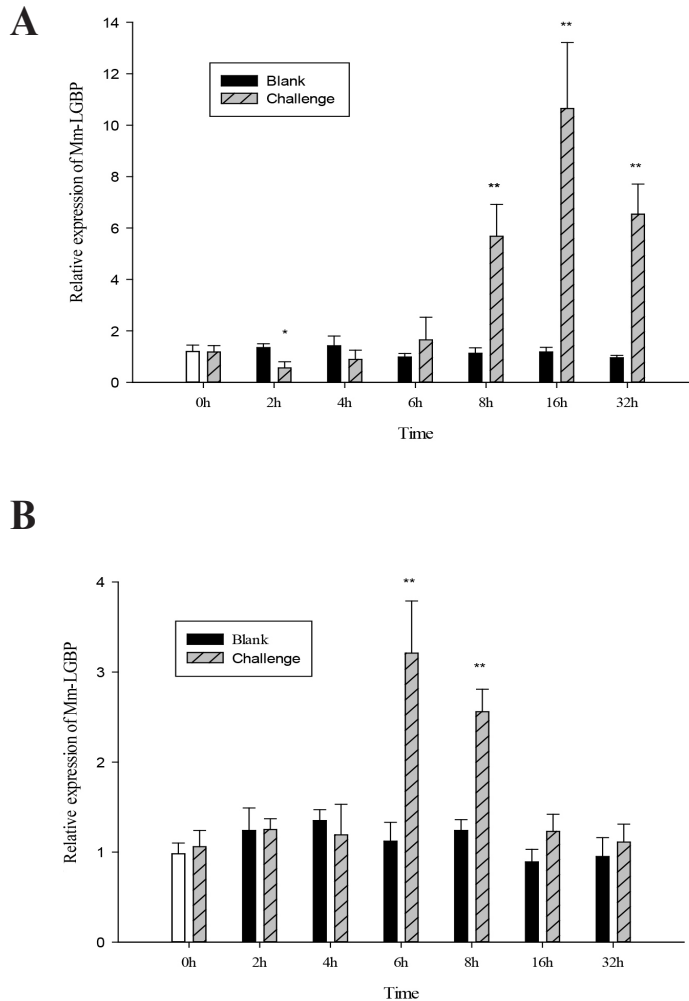 A
Relative expression of Mm-LGBP
14
12
10
8
6
4
2
0
Blank
Challenge
*
**
**
**
0h 2h 4h 6h 8h 16h 32h
Time
B
Relative expression of Mm-LGBP
4
3
2
1
0
Blank
Challenge
**
**
0h 2h 4h 6h 8h 16h 32h
Time